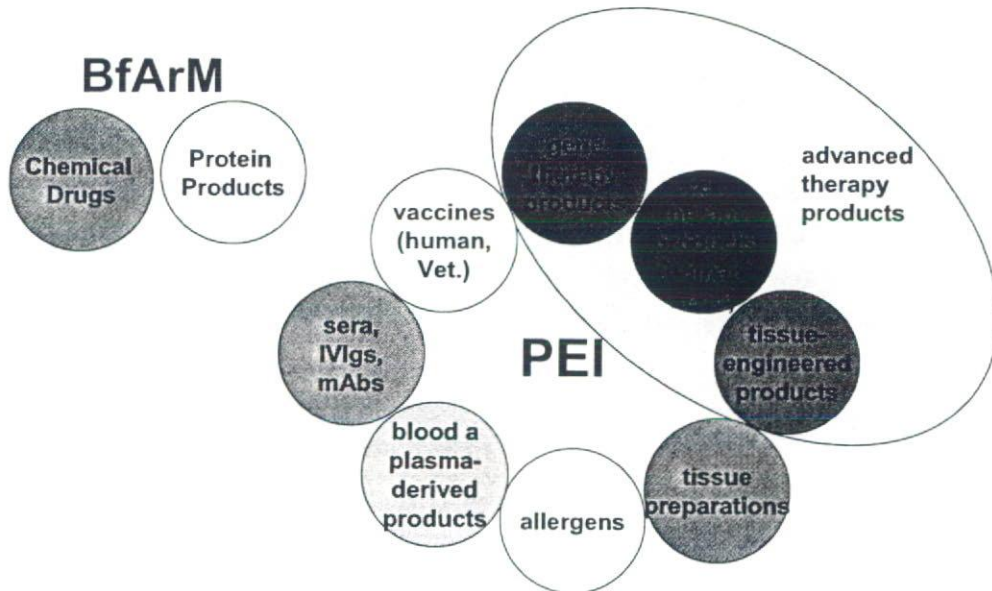 BfArM
Chemical
Drugs
Protein
Products
vaccines
(human,
Vet.)
gene
therapy
products
products
advanced
therapy
products
sera,
IVIgs,
mAbs
PEI
tissue-
engineered
products
blood a
plasma-
derived
products
allergens
tissue
preparations